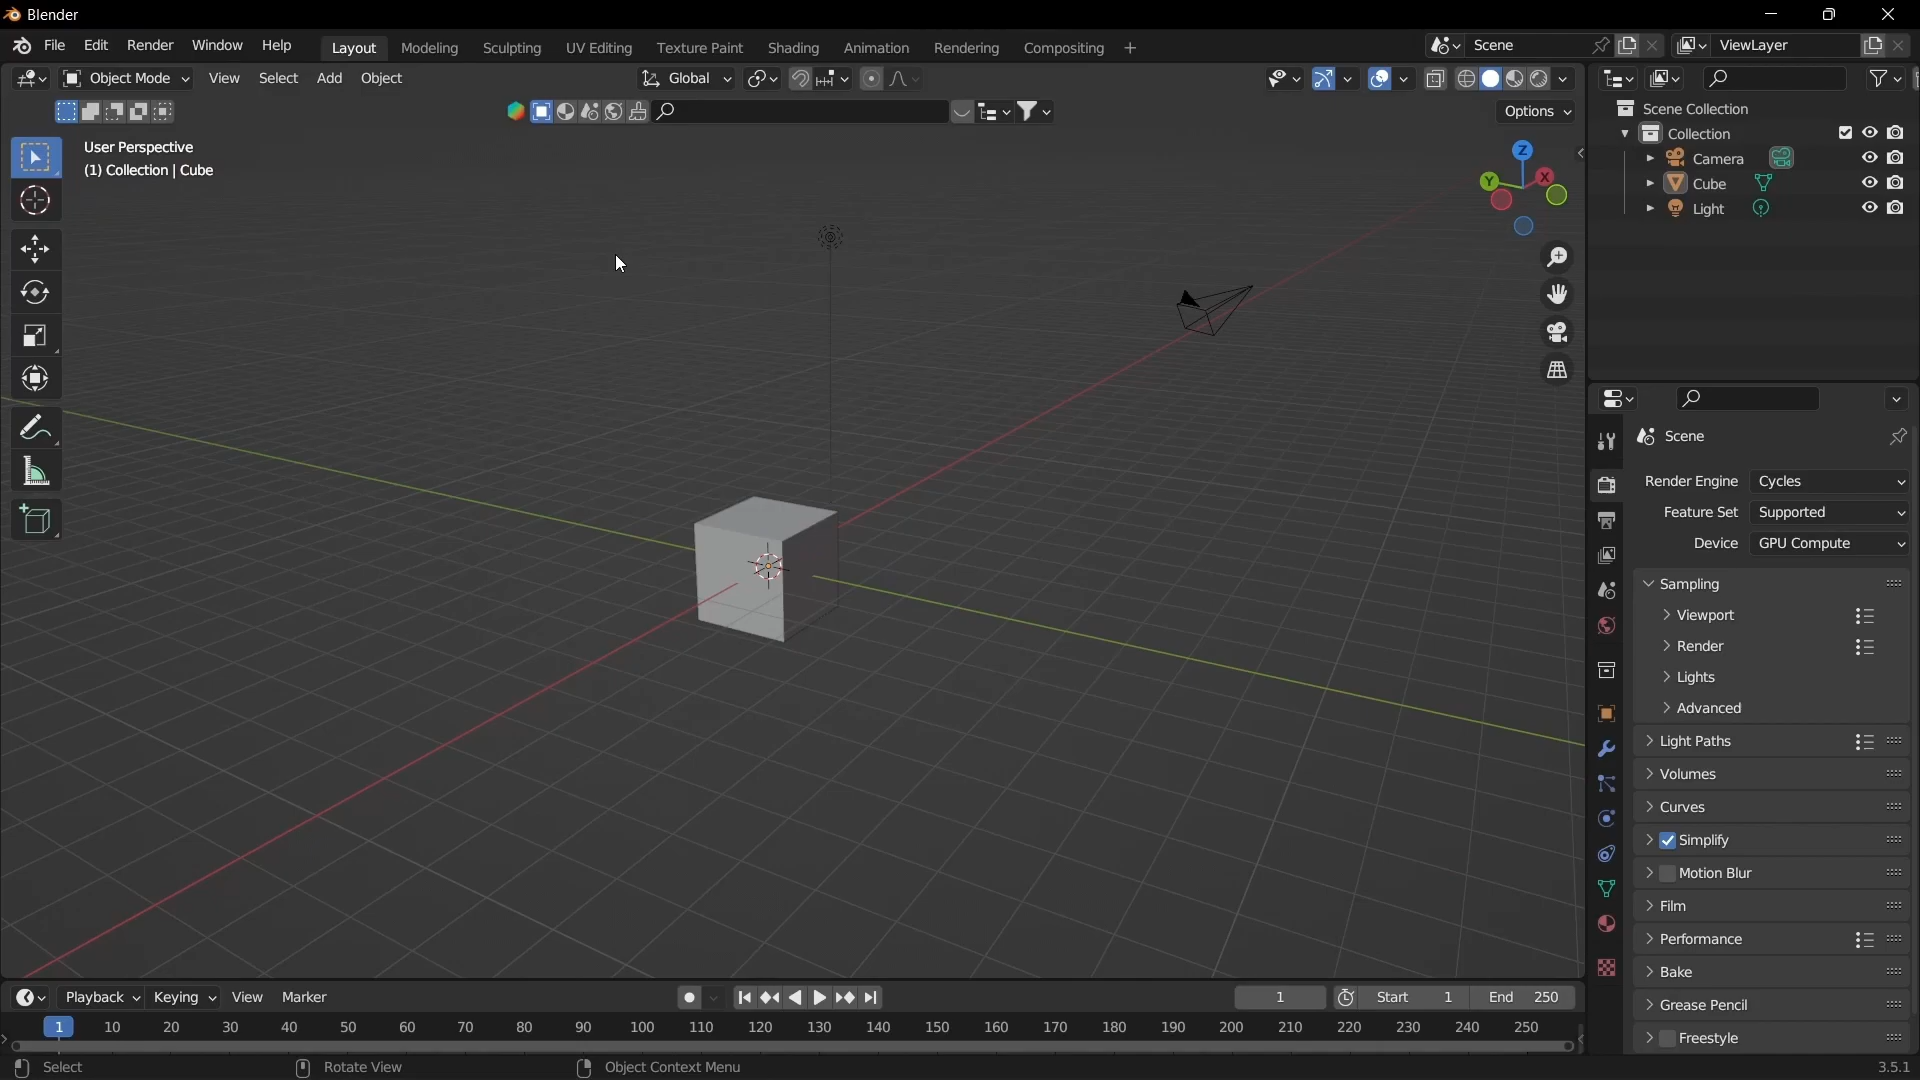 Blender
File Edit Render Window Help Layout Modeling Sculpting UV Editing Texture Paint Shading Animation Rendering Compositing + Scene ViewLayer
Object Mode View Select Add Object Global
Options
User Perspective
(1) Collection | Cube
Z
Y X
Scene Collection
Collection
Camera
Cube
Light
Scene
Render Engine Cycles
Feature Set Supported
Device GPU Compute
Sampling
Viewport
Render
Lights
Advanced
Light Paths
Volumes
Curves
Simplify
Motion Blur
Film
Performance
Bake
Grease Pencil
Freestyle
Playback Keying View Marker 1 Start 1 End 250
1 10 20 30 40 50 60 70 80 90 100 110 120 130 140 150 160 170 180 190 200 210 220 230 240 250
Select Rotate View Object Context Menu 3.5.1